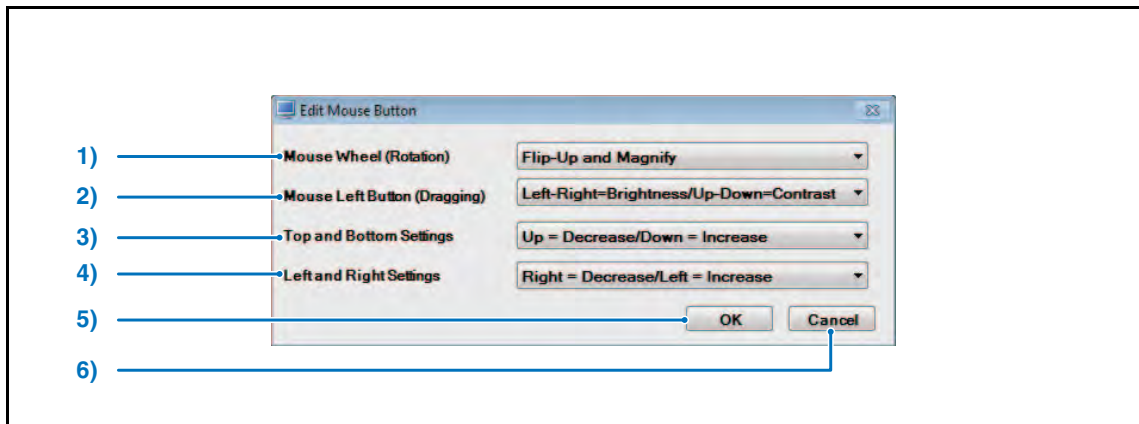 Edit Mouse Button
1) Mouse Wheel (Rotation) Flip-Up and Magnify
2) Mouse Left Button (Dragging) Left-Right=Brightness/Up-Down=Contrast
3) Top and Bottom Settings Up = Decrease/Down = Increase
4) Left and Right Settings Right = Decrease/Left = Increase
5) OK Cancel
6)